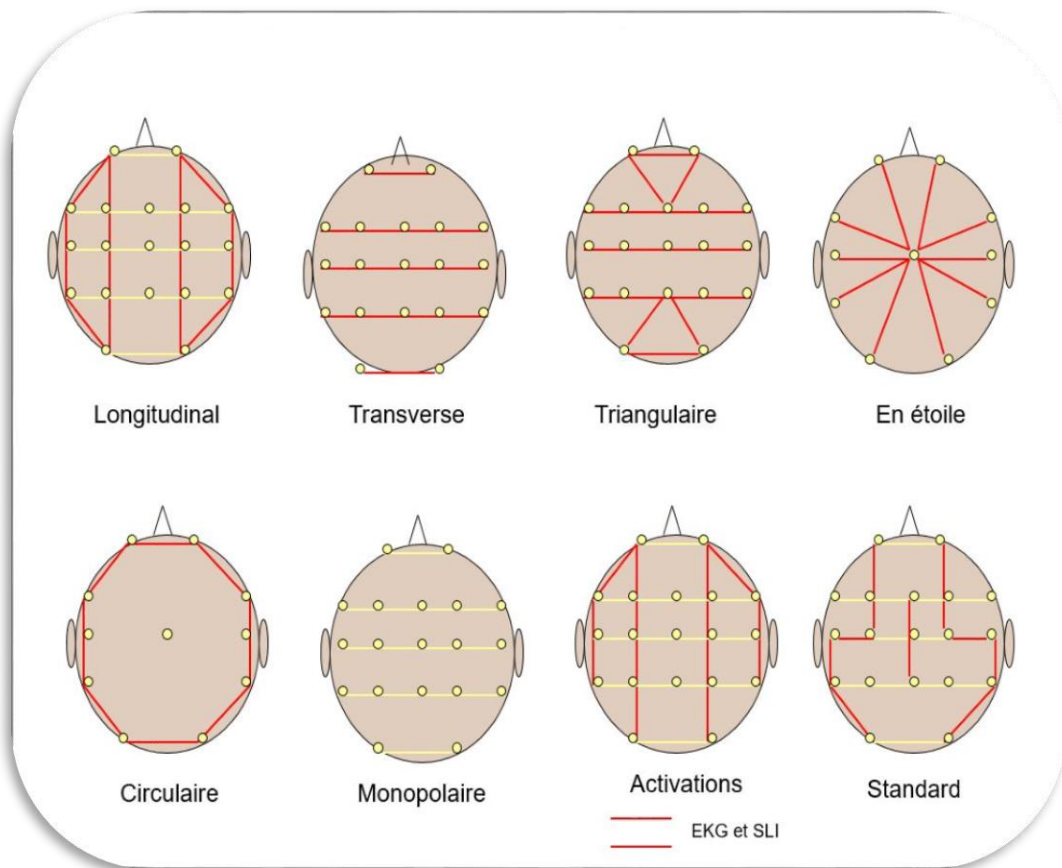 Longitudinal
Transverse
Triangulaire
En étoile
Circulaire
Monopolaire
Activations
Standard
EKG et SLI